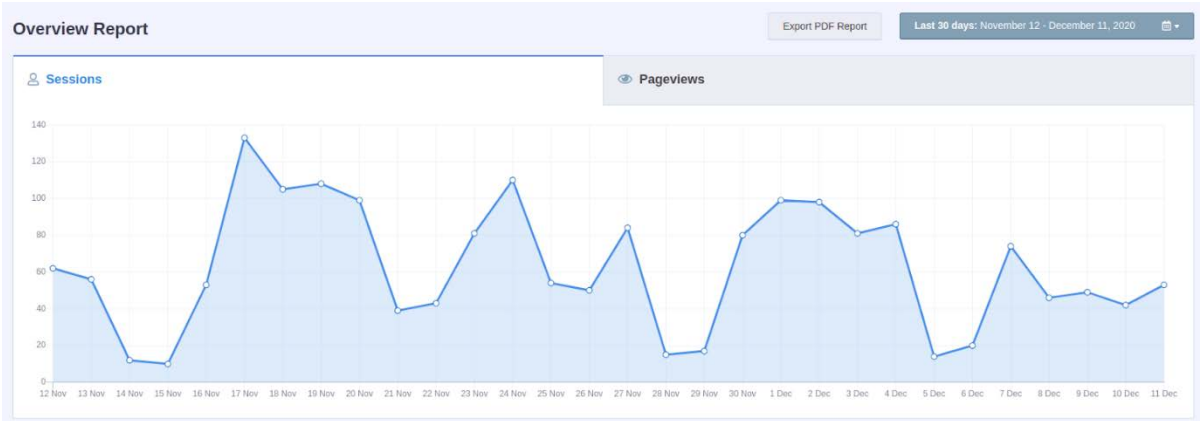 Overview Report
Export PDF Report
Last 30 days: November 12 - December 11, 2020
Sessions
Pageviews
140
120
100
80
60
40
20
0
12 Nov 13 Nov 14 Nov 15 Nov 16 Nov 17 Nov 18 Nov 19 Nov 20 Nov 21 Nov 22 Nov 23 Nov 24 Nov 25 Nov 26 Nov 27 Nov 28 Nov 29 Nov 30 Nov 1 Dec 2 Dec 3 Dec 4 Dec 5 Dec 6 Dec 7 Dec 8 Dec 9 Dec 10 Dec 11 Dec